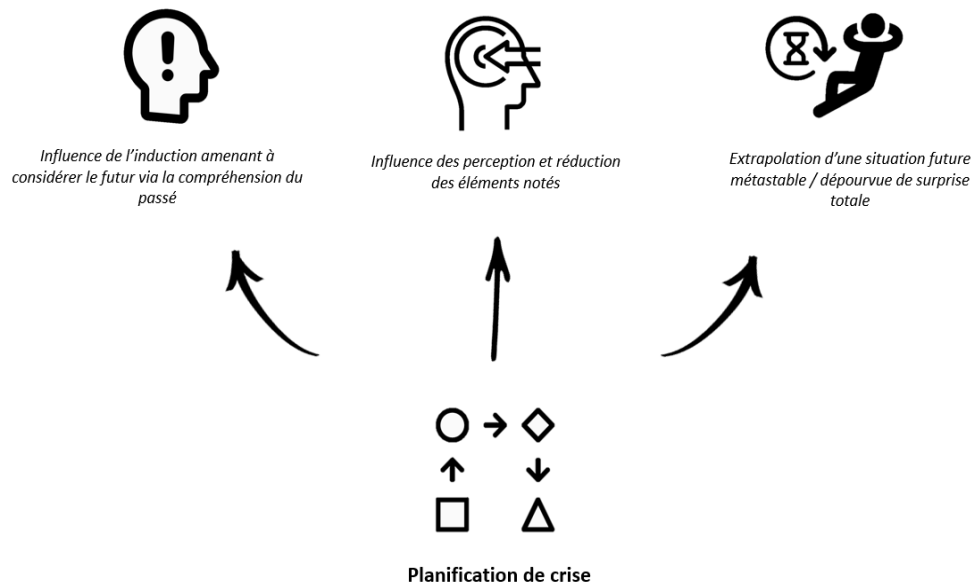 Influence de l’induction amenant à
considérer le futur via la compréhension du
passé
Influence des perception et réduction
des éléments notés
Extrapolation d’une situation future
métastable / dépourvue de surprise
totale
Planification de crise